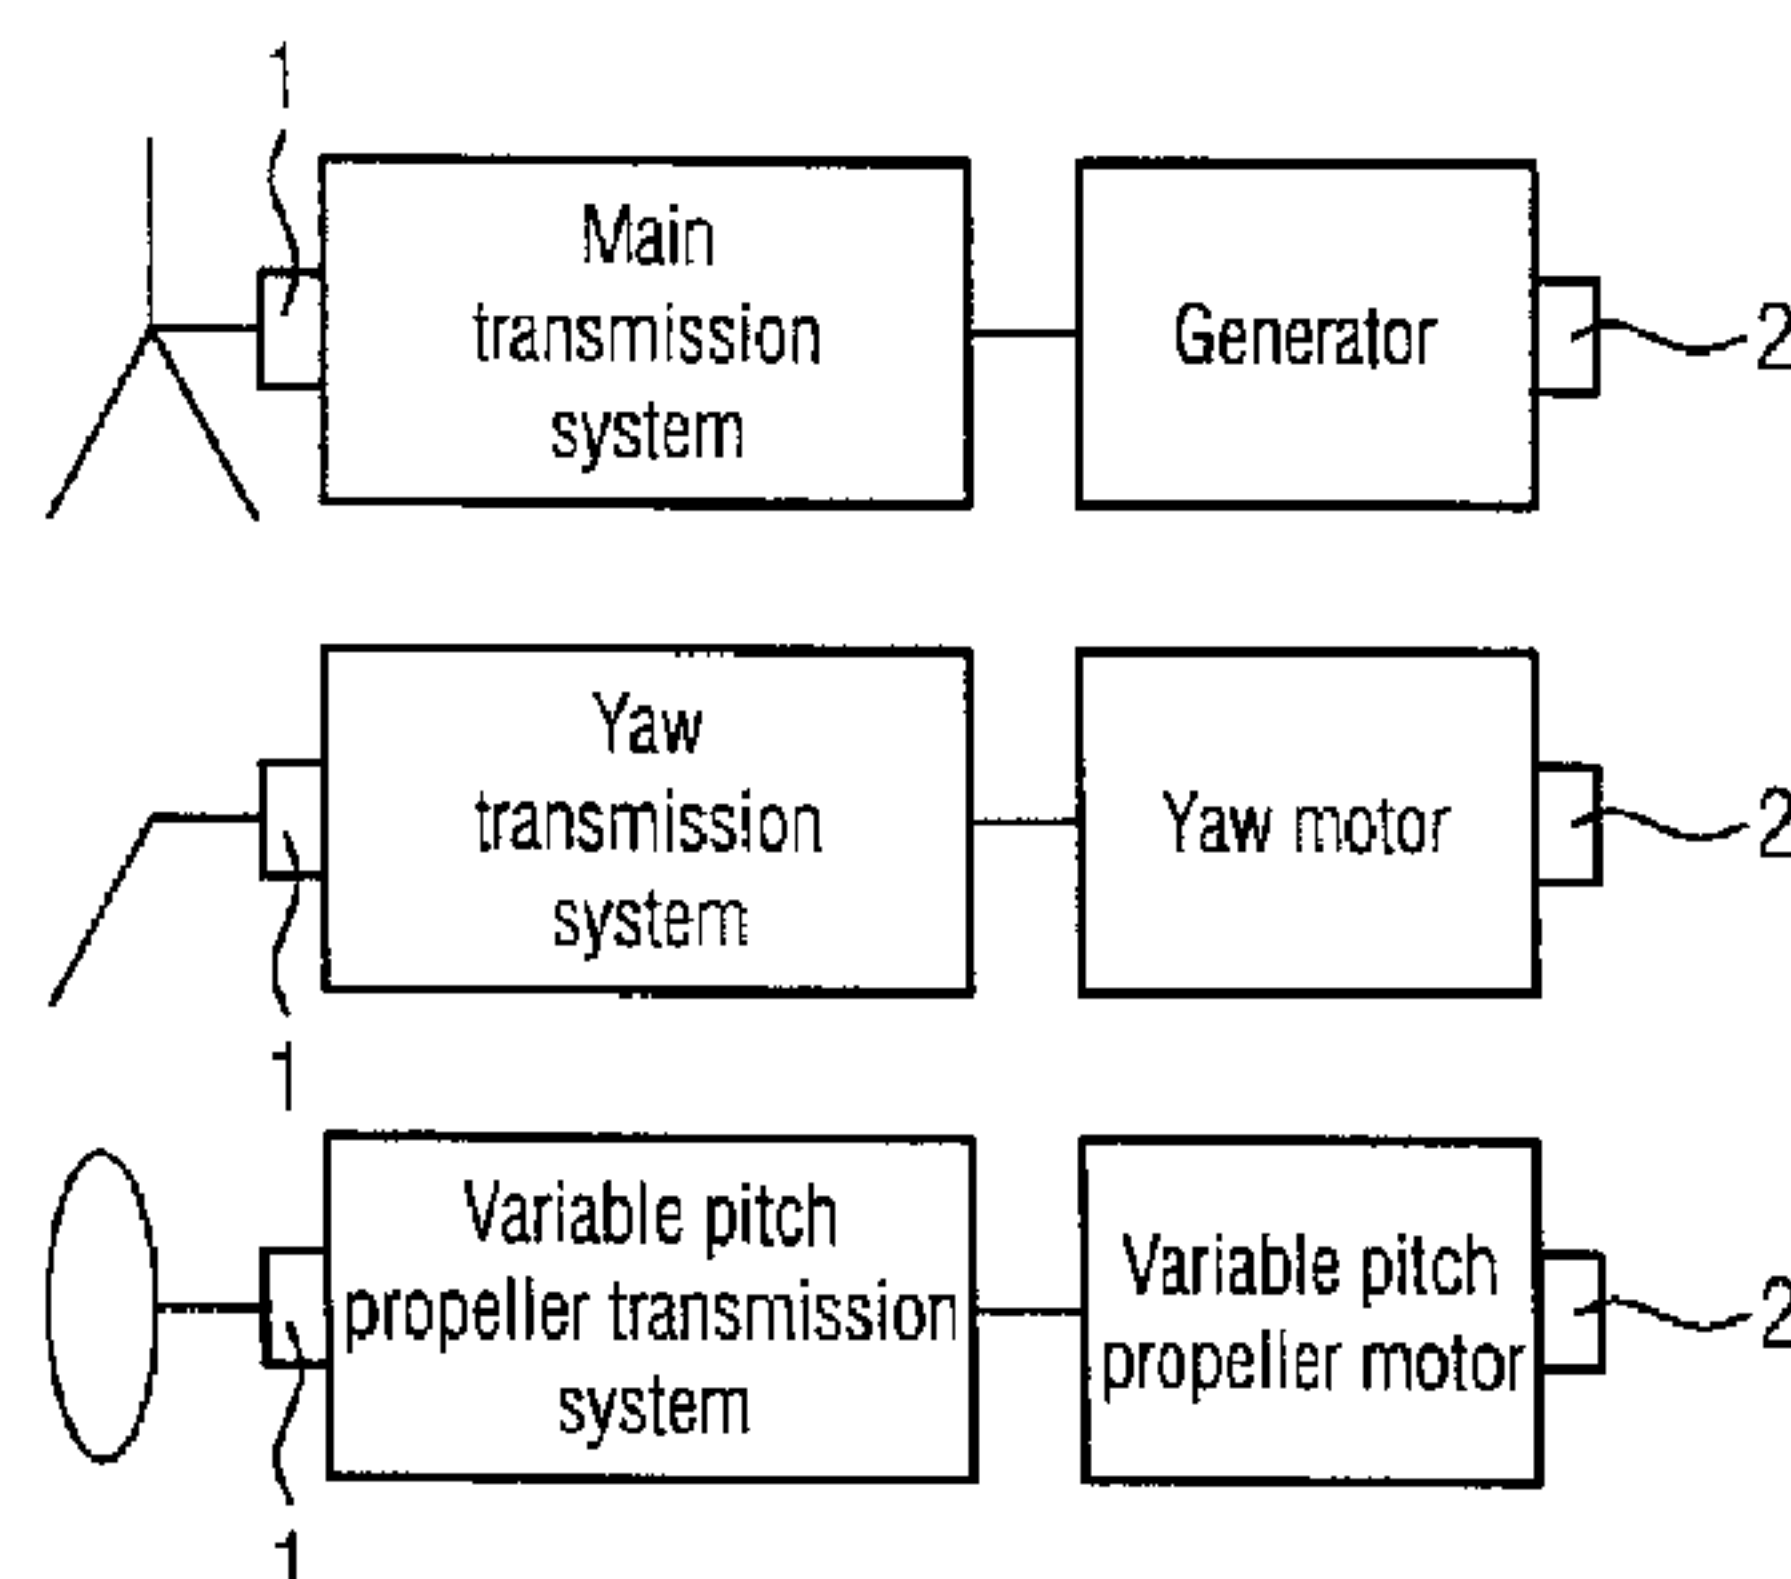 1
Main
transmission
system
Generator
2
Yaw
transmission
system
Yaw motor
2
1
Variable pitch
propeller transmission
system
Variable pitch
propeller motor
2
1